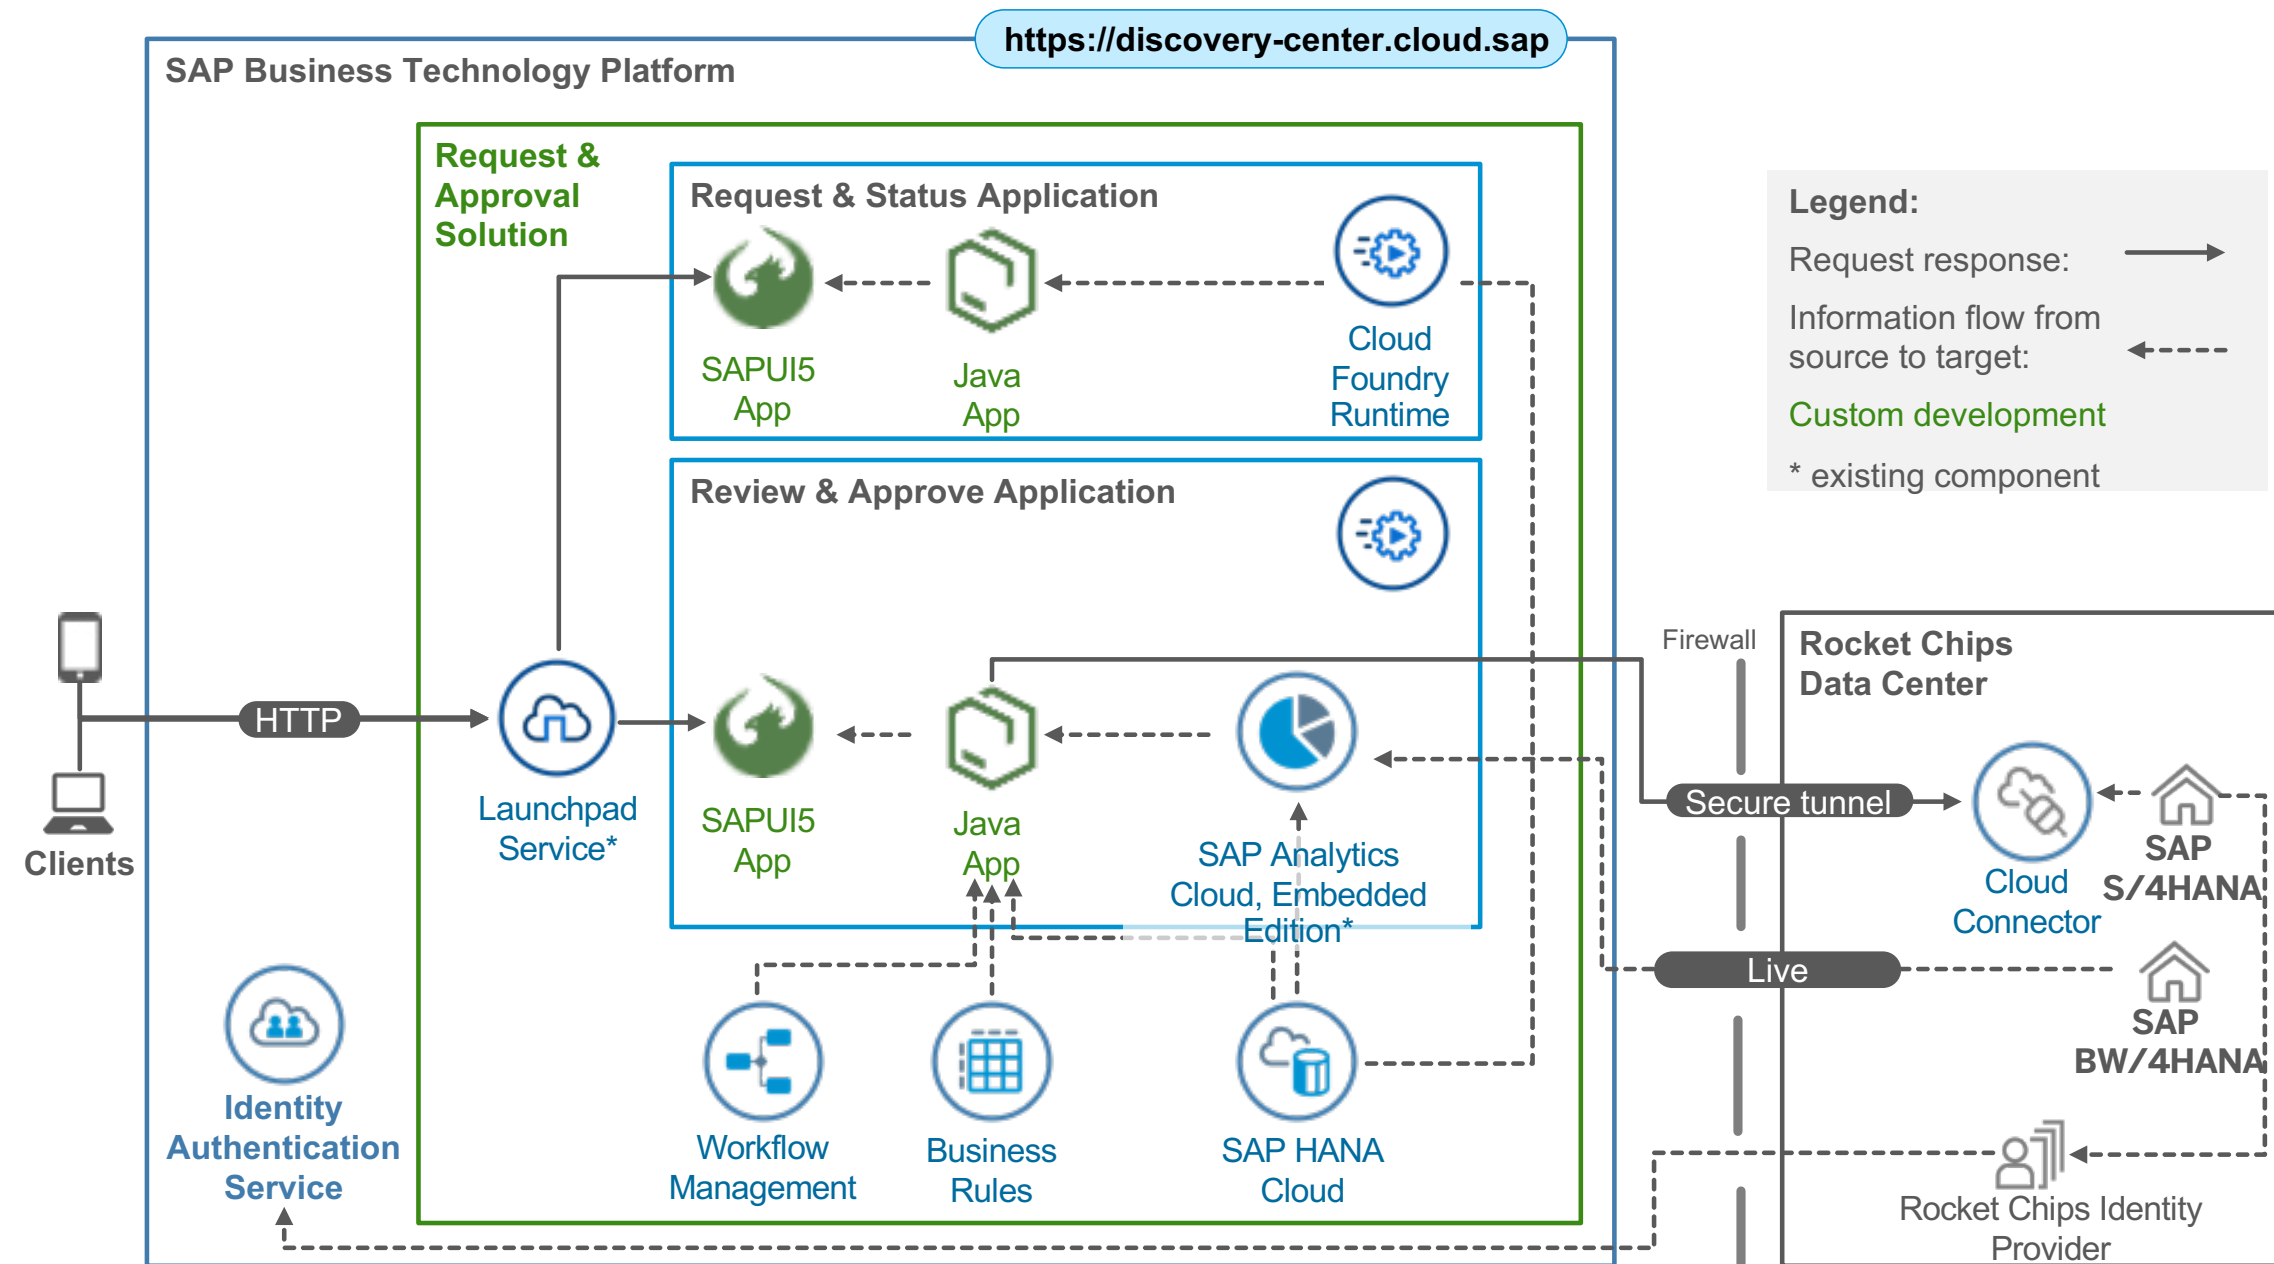 https://discovery-center.cloud.sap
SAP Business Technology Platform
Request &
Approval
Solution
Request & Status Application
SAPUI5
App
Java
App
Cloud
Foundry
Runtime
Review & Approve Application
Legend:
Request response:
Information flow from
source to target:
Custom development
* existing component
Clients
HTTP
Launchpad
Service*
SAPUI5
App
Java
App
SAP Analytics
Cloud, Embedded
Edition*
Firewall
Rocket Chips
Data Center
Secure tunnel
Cloud
Connector
SAP
S/4HANA
Live
SAP
BW/4HANA
Identity
Authentication
Service
Workflow
Management
Business
Rules
SAP HANA
Cloud
Rocket Chips Identity
Provider